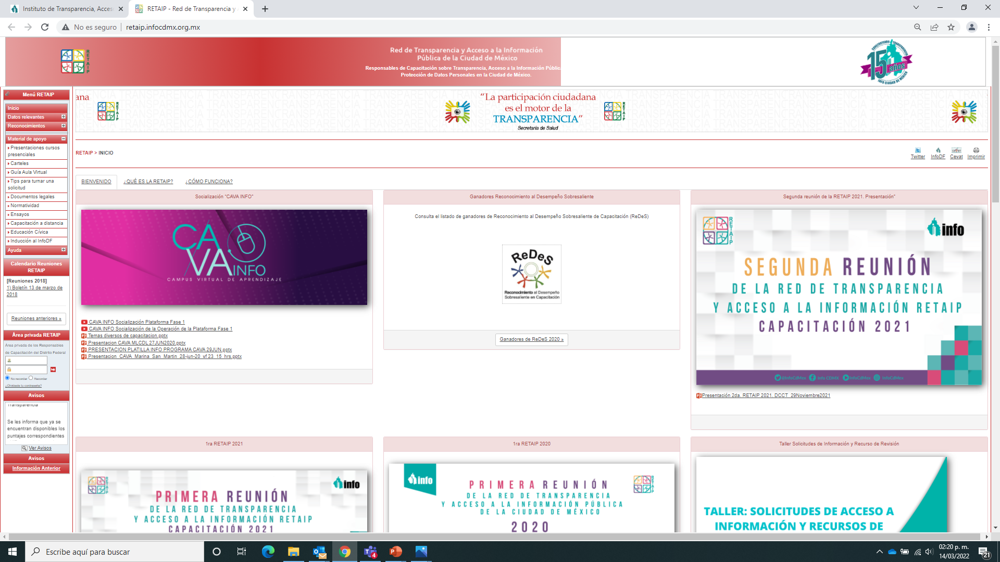 Instituto de Transparencia, Acces
RETAIP - Red de Transparencia y
No es seguro
retaip.infocdmx.org.mx
RETAIP
Red de Transparencia y Acceso a la Información
Pública de la Ciudad de México
Responsables de Capacitación sobre Transparencia, Acceso a la Información Públic
Protección de Datos Personales en la Ciudad de México.
CONSTRUYENDO TRANSPARENCIA
15 años
INFO CIUDAD DE MÉXICO
Menú RETAIP
Inicio
Datos relevantes
Reconocimientos
Material de apoyo
Presentaciones cursos
presenciales
Carteles
Guía Aula Virtual
Tips para turnar una
solicitud
Documentos legales
Normatividad
Ensayos
Capacitación a distancia
Educación Cívica
Inducción al InfoDF
Ayuda
Calendario Reuniones
RETAIP
[Reuniones 2018]
1) Boletín 13 de marzo de
2018
Reuniones anteriores »
Área privada RETAIP
Área privada de los Responsables
de Capacitación del Distrito Federal
No recordar Recordar
¿Olvidaste tu contraseña?
Avisos
Transparencia
Se les informa que ya se
encuentran disponibles los
puntajes correspondientes
Ver Avisos
Avisos
Información Anterior
ana
RETAIP
“La participación ciudadana
es el motor de la
TRANSPARENCIA”
Secretaría de Salud
RETAIP
RETAIP > INICIO
Twitter
InfoDF
Cevat
Imprimir
BIENVENIDO
¿QUÉ ES LA RETAIP?
¿CÓMO FUNCIONA?
Socialización "CAVA INFO"
CAVA INFO
CAMPUS VIRTUAL DE APRENDIZAJE
CAVA INFO Socialización Plataforma Fase 1
CAVA INFO Socialización de la Operación de la Plataforma Fase 1
Temas diversos de capacitacion.pptx
Presentacion CAVA MLCDL 27JUN2020.pptx
PRESENTACION PLATILLA INFO PROGRAMA CAVA 29JUN.pptx
Presentacion_CAVA_Marina_San_Martin_28-jun-20_vf 23_15_hrs.pptx
Ganadores Reconocimiento al Desempeño Sobresaliente
Consulta el listado de ganadores de Reconocimiento al Desempeño Sobresaliente de Capacitación (ReDeS)
ReDeS
Reconocimiento al Desempeño
Sobresaliente en Capacitación
Ganadores de ReDeS 2020 »
Segunda reunión de la RETAIP 2021. Presentación"
RETAIP
info
SEGUNDA REUNIÓN
DE LA RED DE TRANSPARENCIA
Y ACCESO A LA INFORMACIÓN RETAIP
CAPACITACIÓN 2021
@InfoCdMex
Info CDMX
InfoCdMex
InfoCdMex
Presentación 2da. RETAIP 2021. DCCT_29Noviembre2021
1ra RETAIP 2021
RETAIP
info
PRIMERA REUNIÓN
DE LA RED DE TRANSPARENCIA
Y ACCESO A LA INFORMACIÓN RETAIP
CAPACITACIÓN 2021
1ra RETAIP 2020
info
RETAIP
PRIMERA REUNIÓN
DE LA RED DE TRANSPARENCIA
Y ACCESO A LA INFORMACIÓN PÚBLICA
DE LA CIUDAD DE MÉXICO
2020
Taller Solicitudes de Información y Recurso de Revisión
TALLER: SOLICITUDES DE ACCESO A
INFORMACIÓN Y RECURSOS DE
Escribe aquí para buscar
4
02:20 p. m.
14/03/2022
21